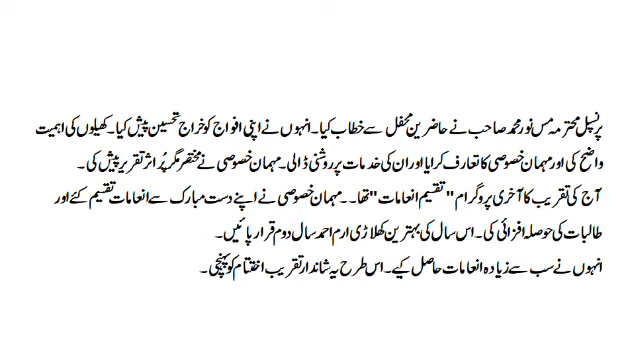 پرنسپل محترمہ مس نور محمد صاحب نے حاضرین محفل سے خطاب کیا۔ انہوں نے اپنی افواج کو خراج تحسین پیش کیا۔ کھیلوں کی اہمیت
واضح کی اور مہمان خصوصی کا تعارف کرایا اور ان کی خدمات پر روشنی ڈالی۔ مہمان خصوصی نے مختصر مگر پُر اثر تقریر پیش کی۔
آج کی تقریب کا آخری پروگرام "تقسیم انعامات" تھا۔۔ مہمان خصوصی نے اپنے دست مبارک سے انعامات تقسیم کئے اور
طالبات کی حوصلہ افزائی کی۔ اس سال کی بہترین کھلاڑی ارم احمد سال دوم قرار پائیں۔
انہوں نے سب سے زیادہ انعامات حاصل کیے۔ اس طرح یہ شاندار تقریب اختتام کو پہنچی۔